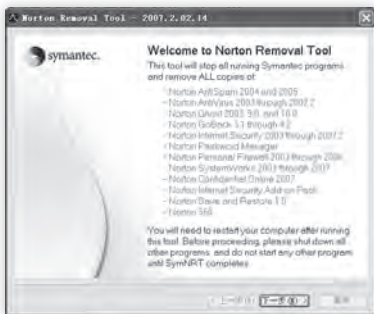 Norton Removal Tool - 2007.2.02.14
symantec.
Welcome to Norton Removal Tool
This tool will stop all running Symantec programs
and remove ALL copies of:
- Norton AntiSpam 2004 and 2005
- Norton AntiVirus 2003 through 2007.2
- Norton Ghost 2003, 9.0, and 10.0
- Norton GoBack 3.1 through 4.2
- Norton Internet Security 2003 through 2007.2
- Norton Password Manager
- Norton Personal Firewall 2003 through 2006
- Norton SystemWorks 2003 through 2007
- Norton Confidential Online 2007
- Norton Internet Security Add-on Pack
- Norton Save and Restore 1.0
- Norton 360
You will need to restart your computer after running
this tool. Before proceeding, please shut down all
other programs, and do not start any other program
until SymNRT completes.
下一步(N) >